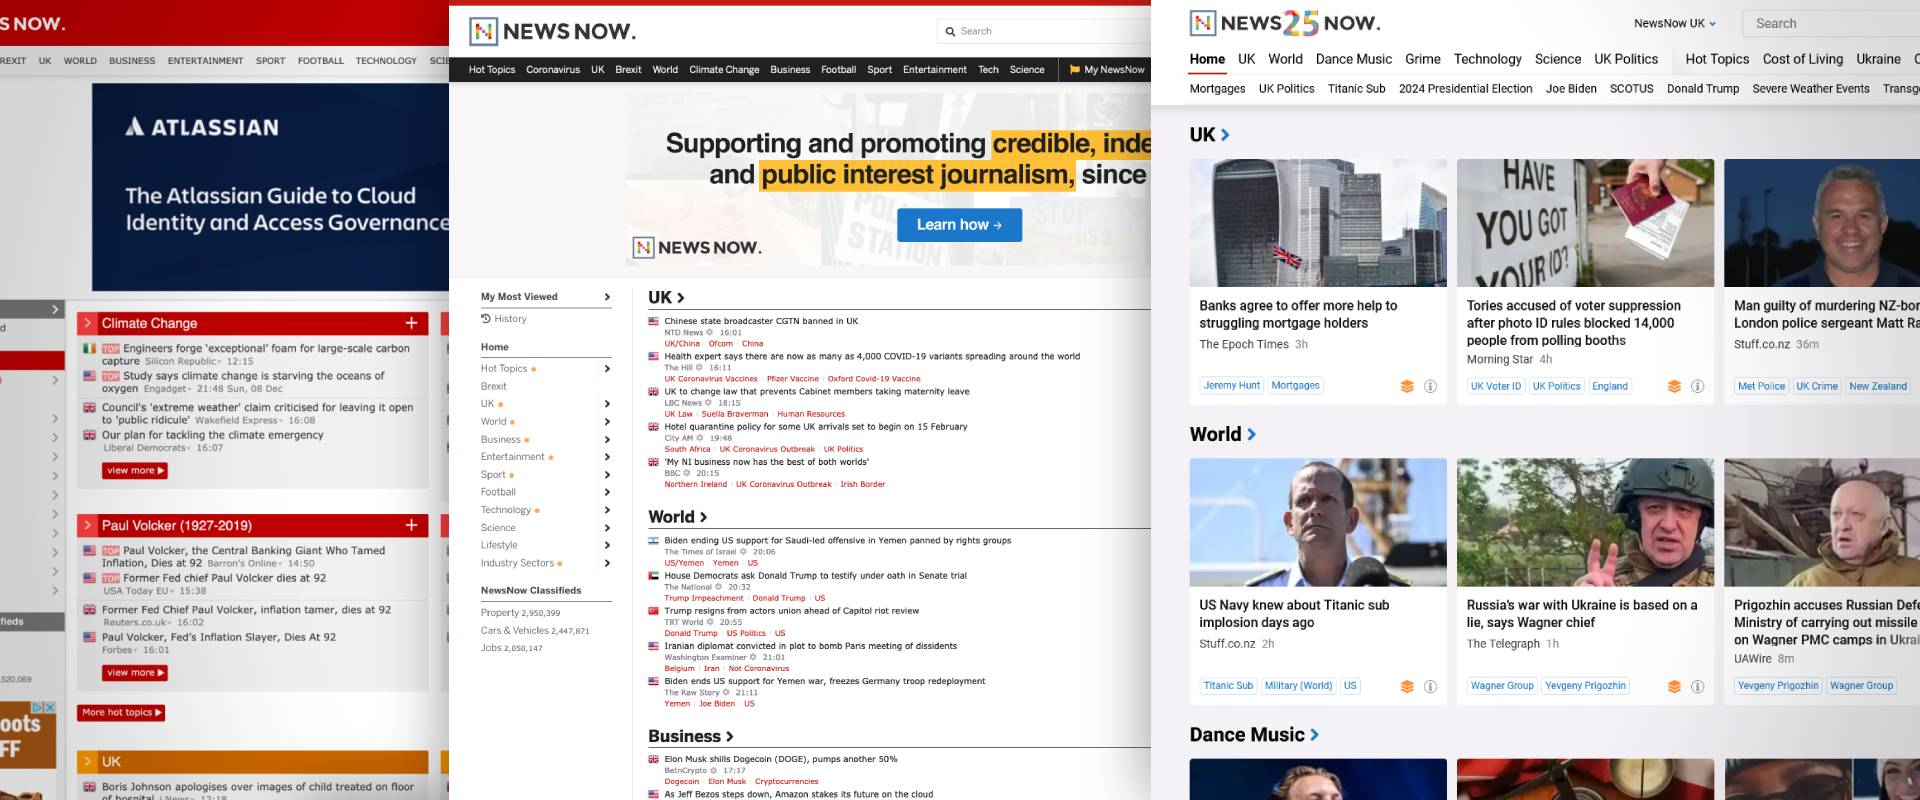 S NOW.
REXIT UK WORLD BUSINESS ENTERTAINMENT SPORT FOOTBALL TECHNOLOGY
ATLASSIAN
The Atlassian Guide to Cloud
Identity and Access Governance
Climate Change
TOP Engineers forge 'exceptional' foam for large-scale carbon
capture Silicon Republic 12:15
TOP Study says climate change is starving the oceans of
oxygen Engadget 21:48 Sun, 08 Dec
Council's 'extreme weather' claim criticised for leaving it open
to 'public ridicule' Wakefield Express 16:08
Our plan for tackling the climate emergency
Liberal Democrats 16:07
view more
Paul Volcker (1927-2019)
TOP Paul Volcker, the Central Banking Giant Who Tamed
Inflation, Dies at 92 Barron's Online 14:50
TOP Former Fed chief Paul Volcker dies at 92
USA Today EU 15:38
Former Fed Chief Paul Volcker, inflation tamer, dies at 92
Reuters.co.uk 16:02
Paul Volcker, Fed's Inflation Slayer, Dies At 92
Forbes 16:01
view more
,520,069
More hot topics
UK
Boris Johnson apologises over images of child treated on floor
of hospital i News 12:18
NEWS NOW.
Search
Hot Topics Coronavirus UK Brexit World Climate Change Business Football Sport Entertainment Tech Science My NewsNow
Supporting and promoting credible, inde
and public interest journalism, since
Learn how →
NEWS NOW.
My Most Viewed
History
Home
Hot Topics
Brexit
UK
World
Business
Entertainment
Sport
Football
Technology
Science
Lifestyle
Industry Sectors
NewsNow Classifieds
Property 2,950,399
Cars & Vehicles 2,447,871
Jobs 2,050,147
UK
Chinese state broadcaster CGTN banned in UK
NTD News 16:01
UK/China Ofcom China
Health expert says there are now as many as 4,000 COVID-19 variants spreading around the world
The Hill 16:11
UK Coronavirus Vaccines Pfizer Vaccine Oxford Covid-19 Vaccine
UK to change law that prevents Cabinet members taking maternity leave
LBC News 18:15
UK Law Suella Braverman Human Resources
Hotel quarantine policy for some UK arrivals set to begin on 15 February
City AM 19:48
South Africa UK Coronavirus Outbreak UK Politics
'My NI business now has the best of both worlds'
BBC 20:15
Northern Ireland UK Coronavirus Outbreak Irish Border
World
Biden ending US support for Saudi-led offensive in Yemen panned by rights groups
The Times of Israel 20:06
US/Yemen Yemen US
House Democrats ask Donald Trump to testify under oath in Senate trial
The National 20:32
Trump Impeachment Donald Trump US
Trump resigns from actors union ahead of Capitol riot review
TRT World 20:55
Donald Trump US Politics US
Iranian diplomat convicted in plot to bomb Paris meeting of dissidents
Washington Examiner 21:01
Belgium Iran Not Coronavirus
Biden ends US support for Yemen war, freezes Germany troop redeployment
The Raw Story 21:11
Yemen Joe Biden US
Business
Elon Musk shills Dogecoin (DOGE), pumps another 50%
BeInCrypto 17:17
Dogecoin Elon Musk Cryptocurrencies
As Jeff Bezos steps down, Amazon stakes its future on the cloud
NEWS 25 NOW.
NewsNow UK
Search
Home UK World Dance Music Grime Technology Science UK Politics Hot Topics Cost of Living Ukraine
Mortgages UK Politics Titanic Sub 2024 Presidential Election Joe Biden SCOTUS Donald Trump Severe Weather Events Transg
UK
HAVE
YOU GOT
YOUR ID?
Banks agree to offer more help to
struggling mortgage holders
The Epoch Times 3h
Jeremy Hunt Mortgages
Tories accused of voter suppression
after photo ID rules blocked 14,000
people from polling booths
Morning Star 4h
UK Voter ID UK Politics England
Man guilty of murdering NZ-bor
London police sergeant Matt Ra
Stuff.co.nz 36m
Met Police UK Crime New Zealand
World
US Navy knew about Titanic sub
implosion days ago
Stuff.co.nz 2h
Titanic Sub Military (World) US
Russia's war with Ukraine is based on a
lie, says Wagner chief
The Telegraph 1h
Wagner Group Yevgeny Prigozhin
Prigozhin accuses Russian Defe
Ministry of carrying out missile
on Wagner PMC camps in Ukrai
UAWire 8m
Yevgeny Prigozhin Wagner Group
Dance Music